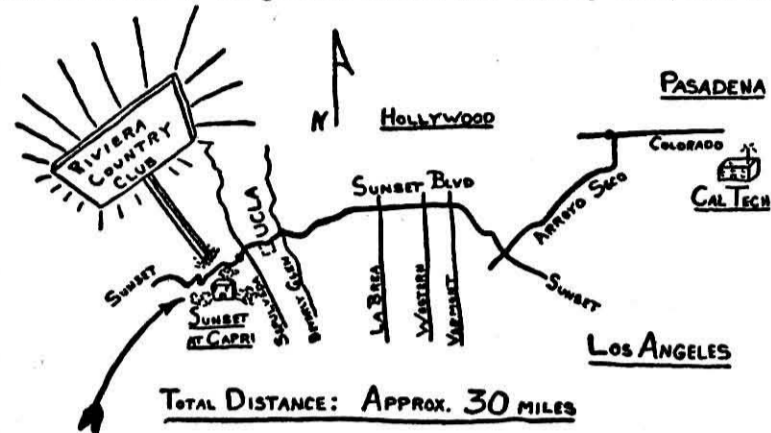 PASADENA
N
HOLLYWOOD
RIVIERA
COUNTRY
CLUB
COLORADO
CAL TECH
UCLA
SUNSET BLVD
ARROYO SECO
SUNSET
SUNSET
AT CAPRI
SEPULVEDA
BEVERLY GLEN
LA BREA
WESTERN
VERMONT
SUNSET
LOS ANGELES
TOTAL DISTANCE: APPROX. 30 MILES